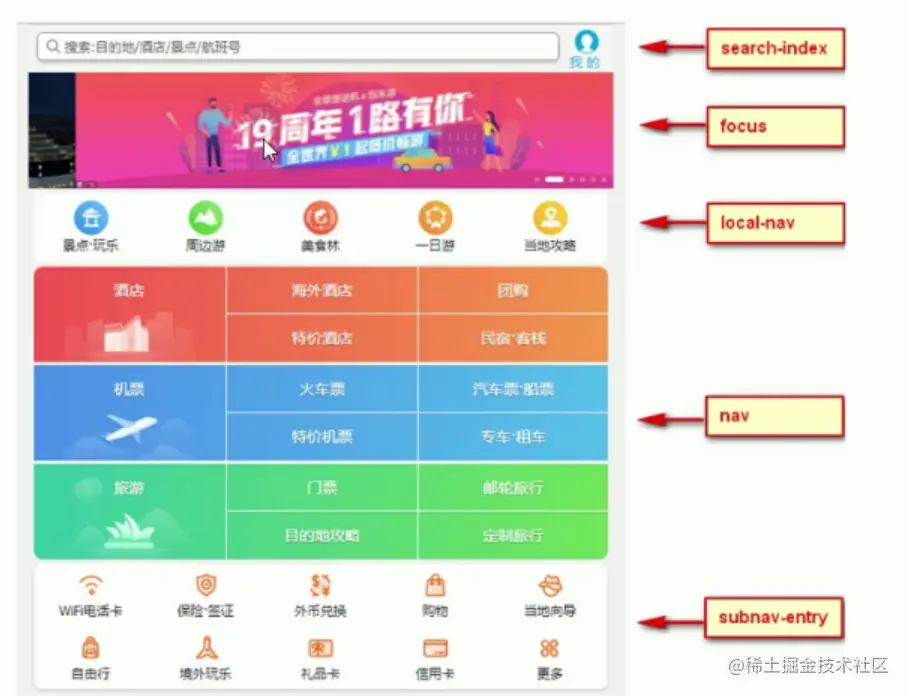 搜索:目的地/酒店/景点/航班号
我的
search-index
19周年1路有你
全世界¥1起低价畅游
focus
景点·玩乐
周边游
美食林
一日游
当地攻略
local-nav
酒店
海外酒店
团购
特价酒店
民宿·客栈
机票
火车票
汽车票·船票
特价机票
专车·租车
nav
旅游
门票
邮轮旅行
目的地攻略
定制旅行
WiFi电话卡
保险·签证
外币兑换
购物
当地向导
subnav-entry
自由行
境外玩乐
礼品卡
信用卡
更多
@稀土掘金技术社区